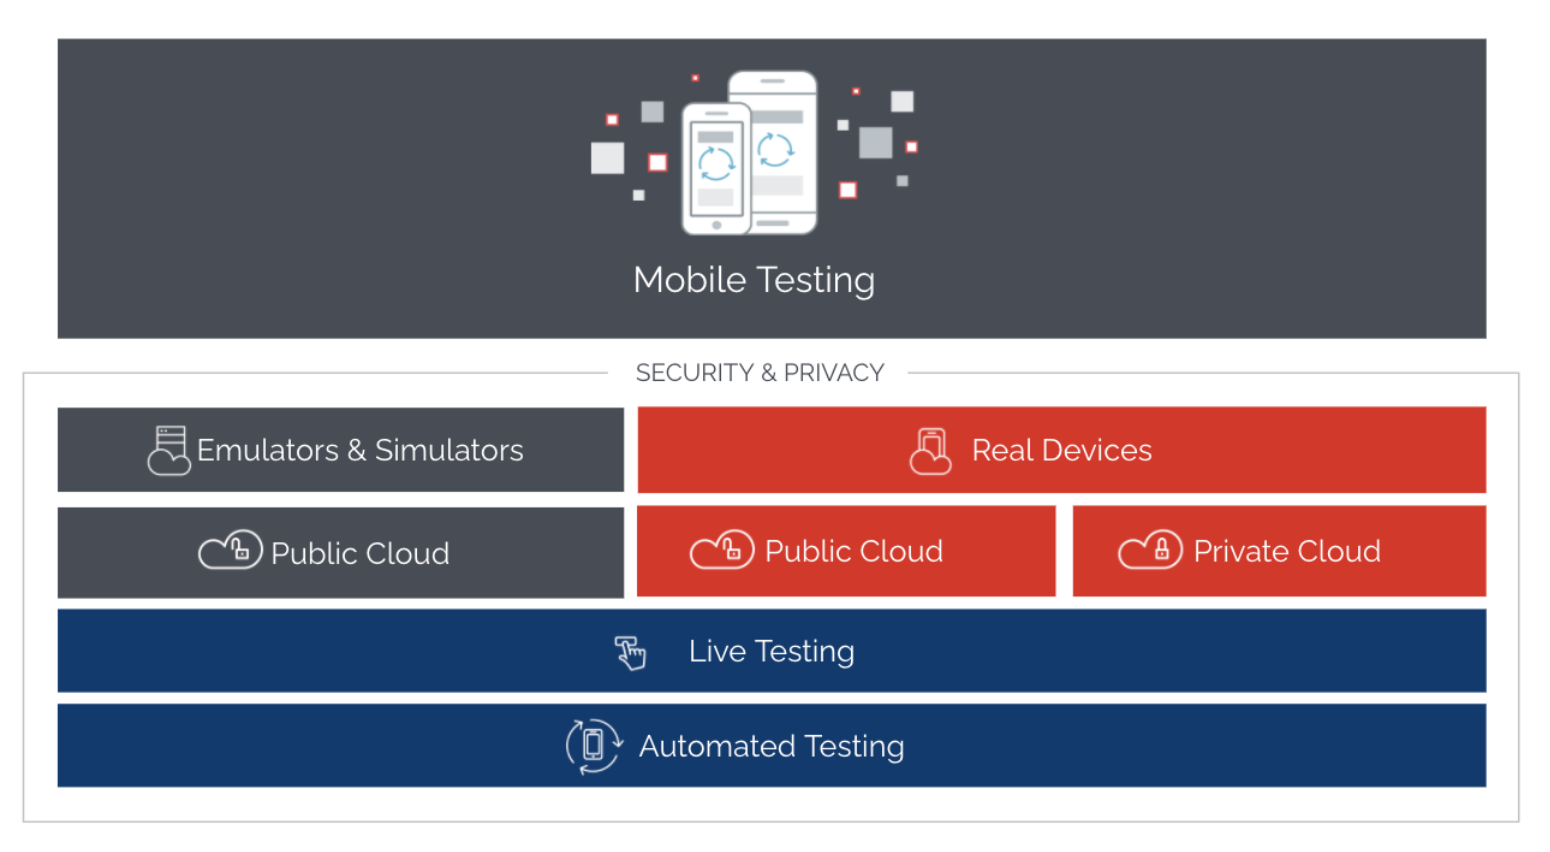 Mobile Testing
SECURITY & PRIVACY
Emulators & Simulators
Real Devices
Public Cloud
Public Cloud
Private Cloud
Live Testing
Automated Testing